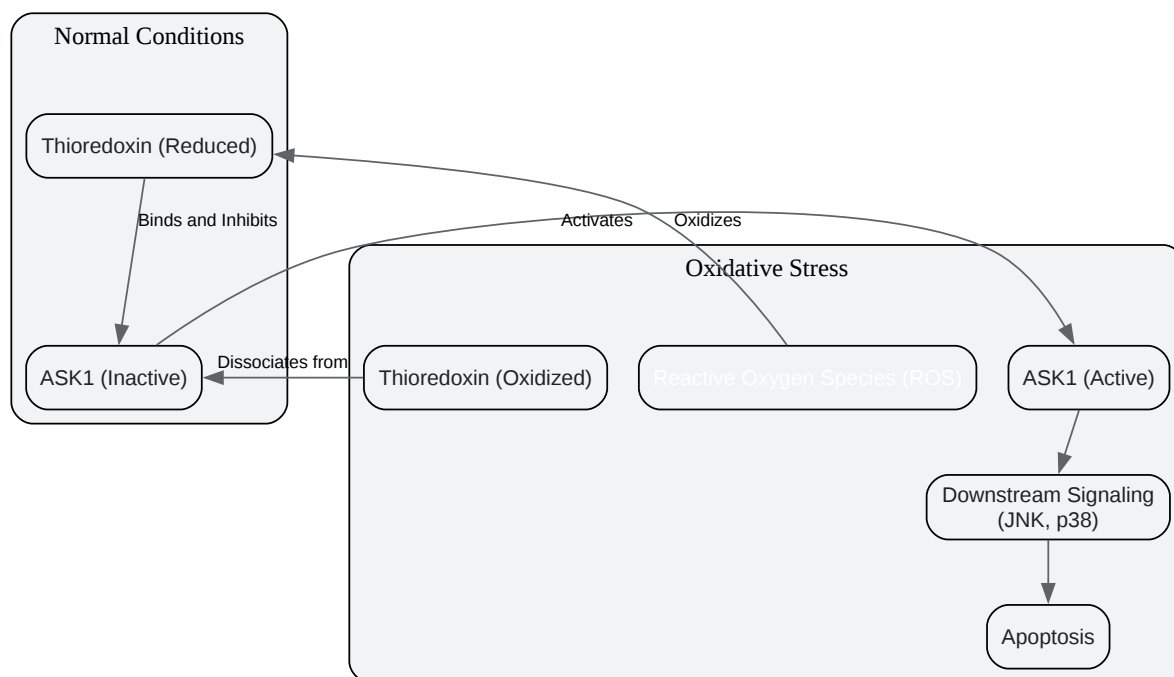 Normal Conditions
Thioredoxin (Reduced)
Binds and Inhibits
Activates
Oxidizes
Oxidative Stress
ASK1 (Inactive)
Dissociates from
Thioredoxin (Oxidized)
Reactive Oxygen Species (ROS)
ASK1 (Active)
Downstream Signaling
(JNK, p38)
Apoptosis